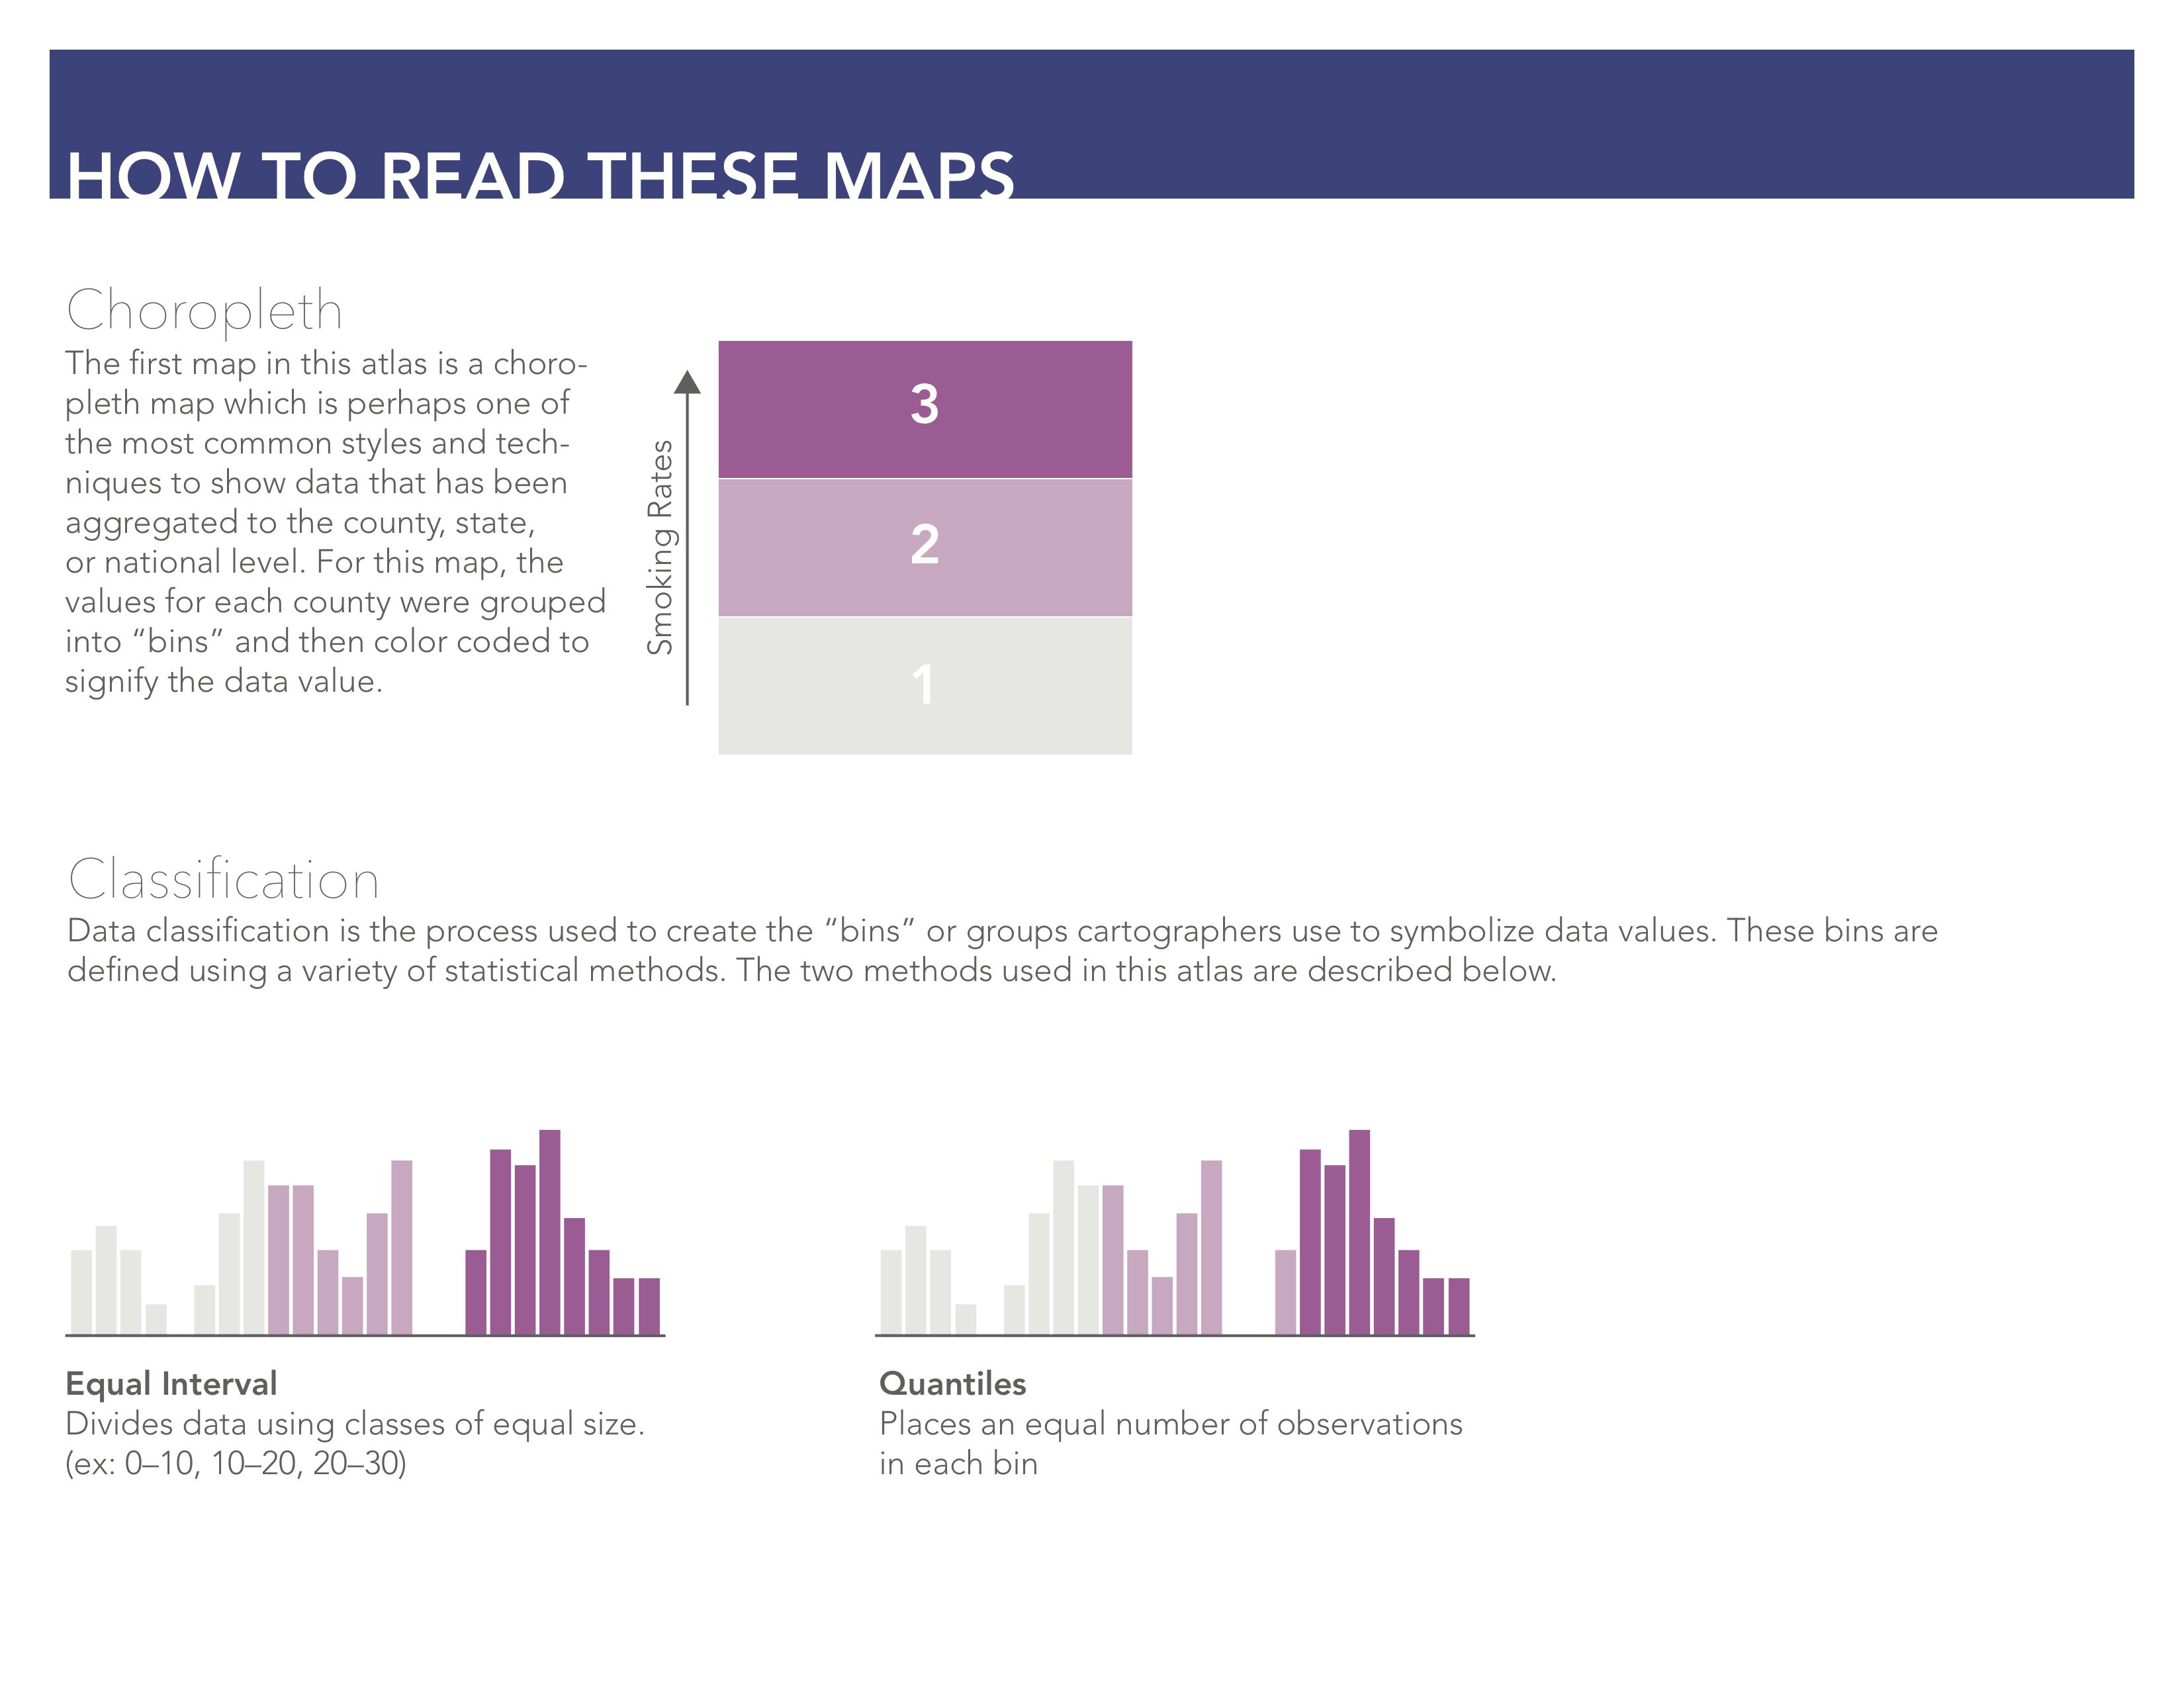 HOW TO READ THESE MAPS
Choropleth
The first map in this atlas is a choro-
pleth map which is perhaps one of
the most common styles and tech-
niques to show data that has been
aggregated to the county, state,
or national level. For this map, the
values for each county were grouped
into “bins” and then color coded to
signify the data value.
Smoking Rates
3
2
1
Classification
Data classification is the process used to create the “bins” or groups cartographers use to symbolize data values. These bins are
defined using a variety of statistical methods. The two methods used in this atlas are described below.
Equal Interval
Divides data using classes of equal size.
(ex: 0–10, 10–20, 20–30)
Quantiles
Places an equal number of observations
in each bin